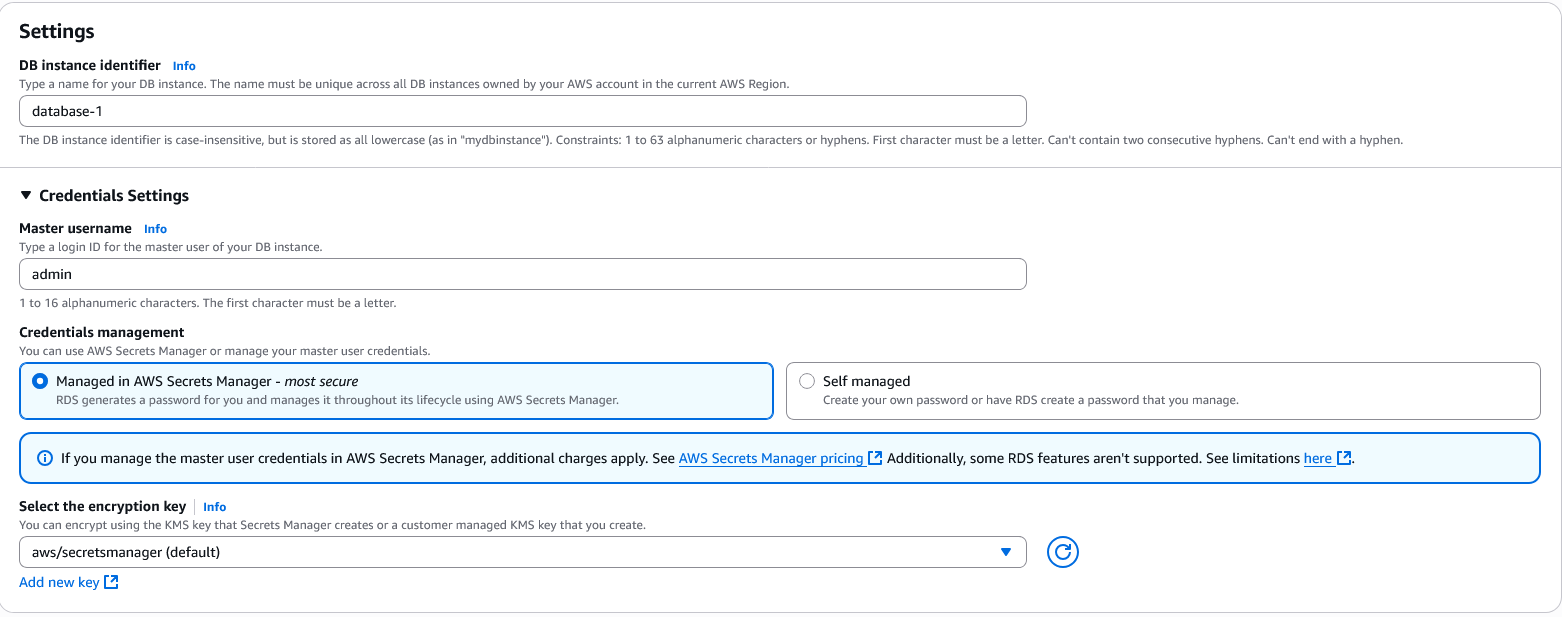 Settings
DB instance identifier Info
Type a name for your DB instance. The name must be unique across all DB instances owned by your AWS account in the current AWS Region.
database-1
The DB instance identifier is case-insensitive, but is stored as all lowercase (as in "mydbinstance"). Constraints: 1 to 63 alphanumeric characters or hyphens. First character must be a letter. Can't contain two consecutive hyphens. Can't end with a hyphen.
Credentials Settings
Master username Info
Type a login ID for the master user of your DB instance.
admin
1 to 16 alphanumeric characters. The first character must be a letter.
Credentials management
You can use AWS Secrets Manager or manage your master user credentials.
Managed in AWS Secrets Manager - most secure
RDS generates a password for you and manages it throughout its lifecycle using AWS Secrets Manager.
Self managed
Create your own password or have RDS create a password that you manage.
If you manage the master user credentials in AWS Secrets Manager, additional charges apply. See AWS Secrets Manager pricing Additionally, some RDS features aren't supported. See limitations here.
Select the encryption key Info
You can encrypt using the KMS key that Secrets Manager creates or a customer managed KMS key that you create.
aws/secretsmanager (default)
Add new key